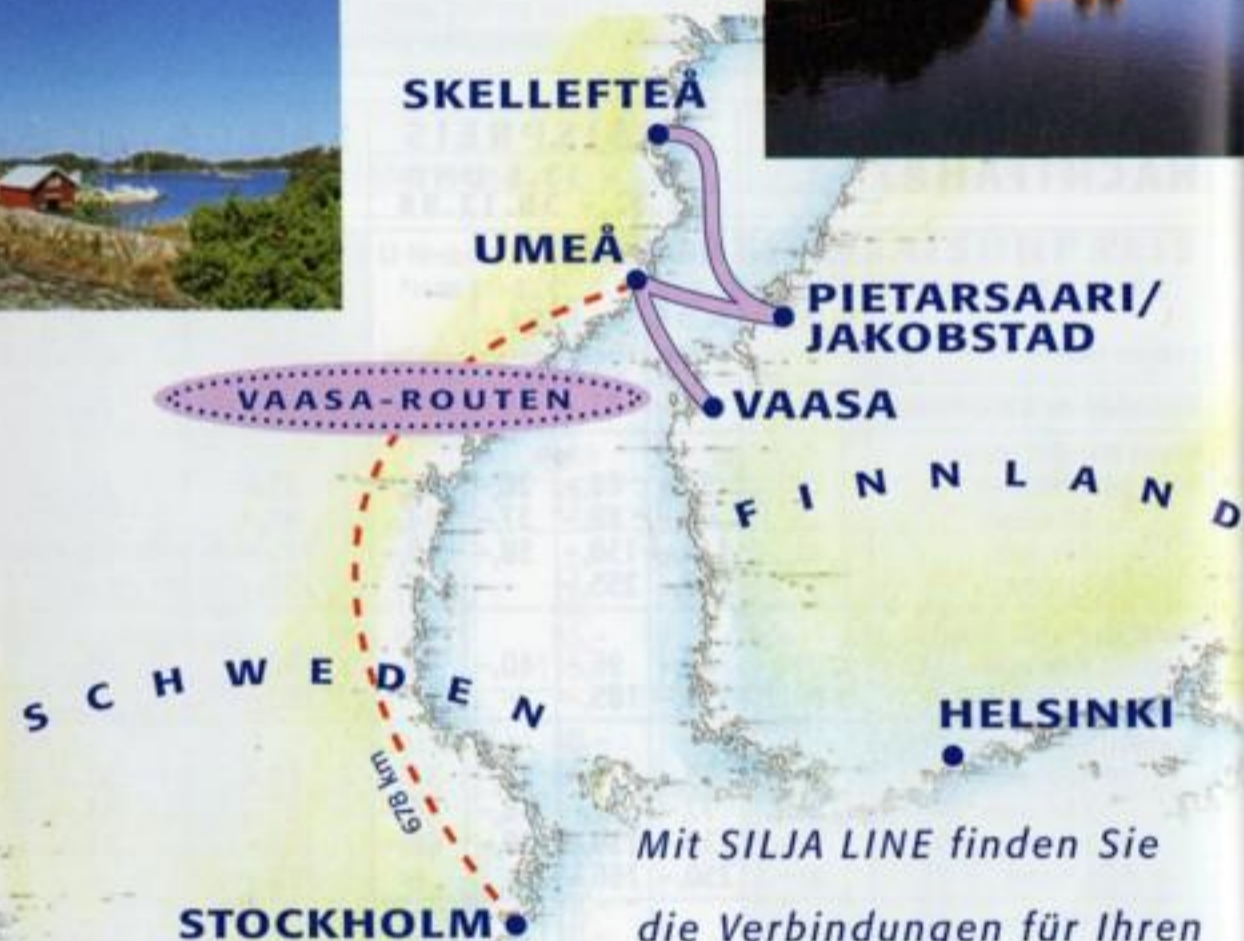 SKELLEFTEÅ
UMEÅ
PIETARSAARI/
JAKOBSTAD
VAASA-ROUTEN
VAASA
FINNLAND
SCHWEDEN
HELSINKI
678 km
Mit SILJA LINE finden Sie
STOCKHOLM
die Verbindungen für Ihren